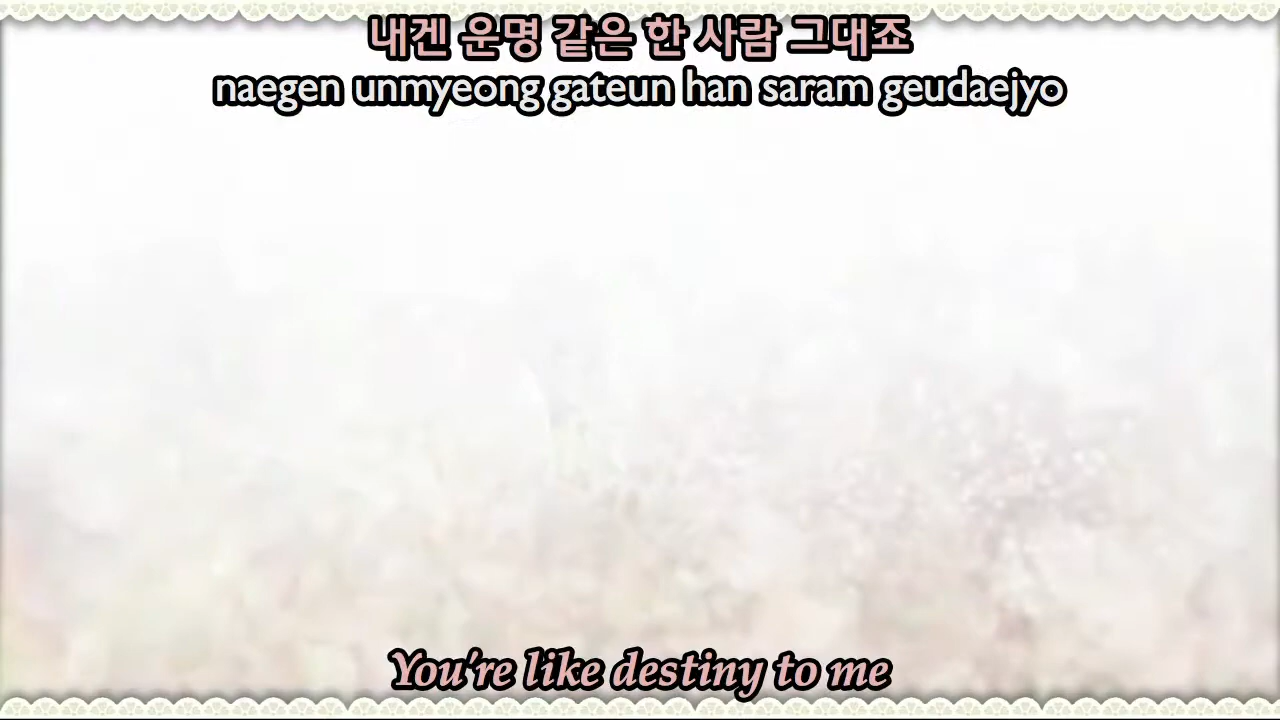 내겐 운명 같은 한 사람 그대죠
naegen unmyeong gateun han saram geudaejyo
You're like destiny to me